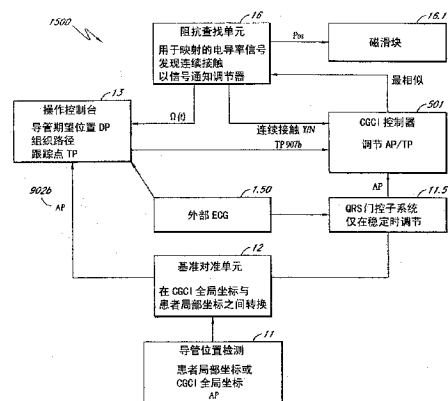 1500
16
阻抗查找单元
用于映射的电导率信号
发现连续接触
以信号通知调节器
Pos
16.1
磁滑块
13
操作控制台
导管期望位置 DP
组织路径
跟踪点 TP
Ω(t)
连续接触 Y/N
TP 907b
最相似
501
CGCI 控制器
调节 AP/TP
902b
AP
1.50
外部 ECG
AP
11.5
QRS 门控子系统
仅在稳定时调节
12
基准对准单元
在 CGCI 全局坐标与
患者局部坐标之间转换
11
导管位置检测
患者局部坐标或
CGCI 全局坐标
AP